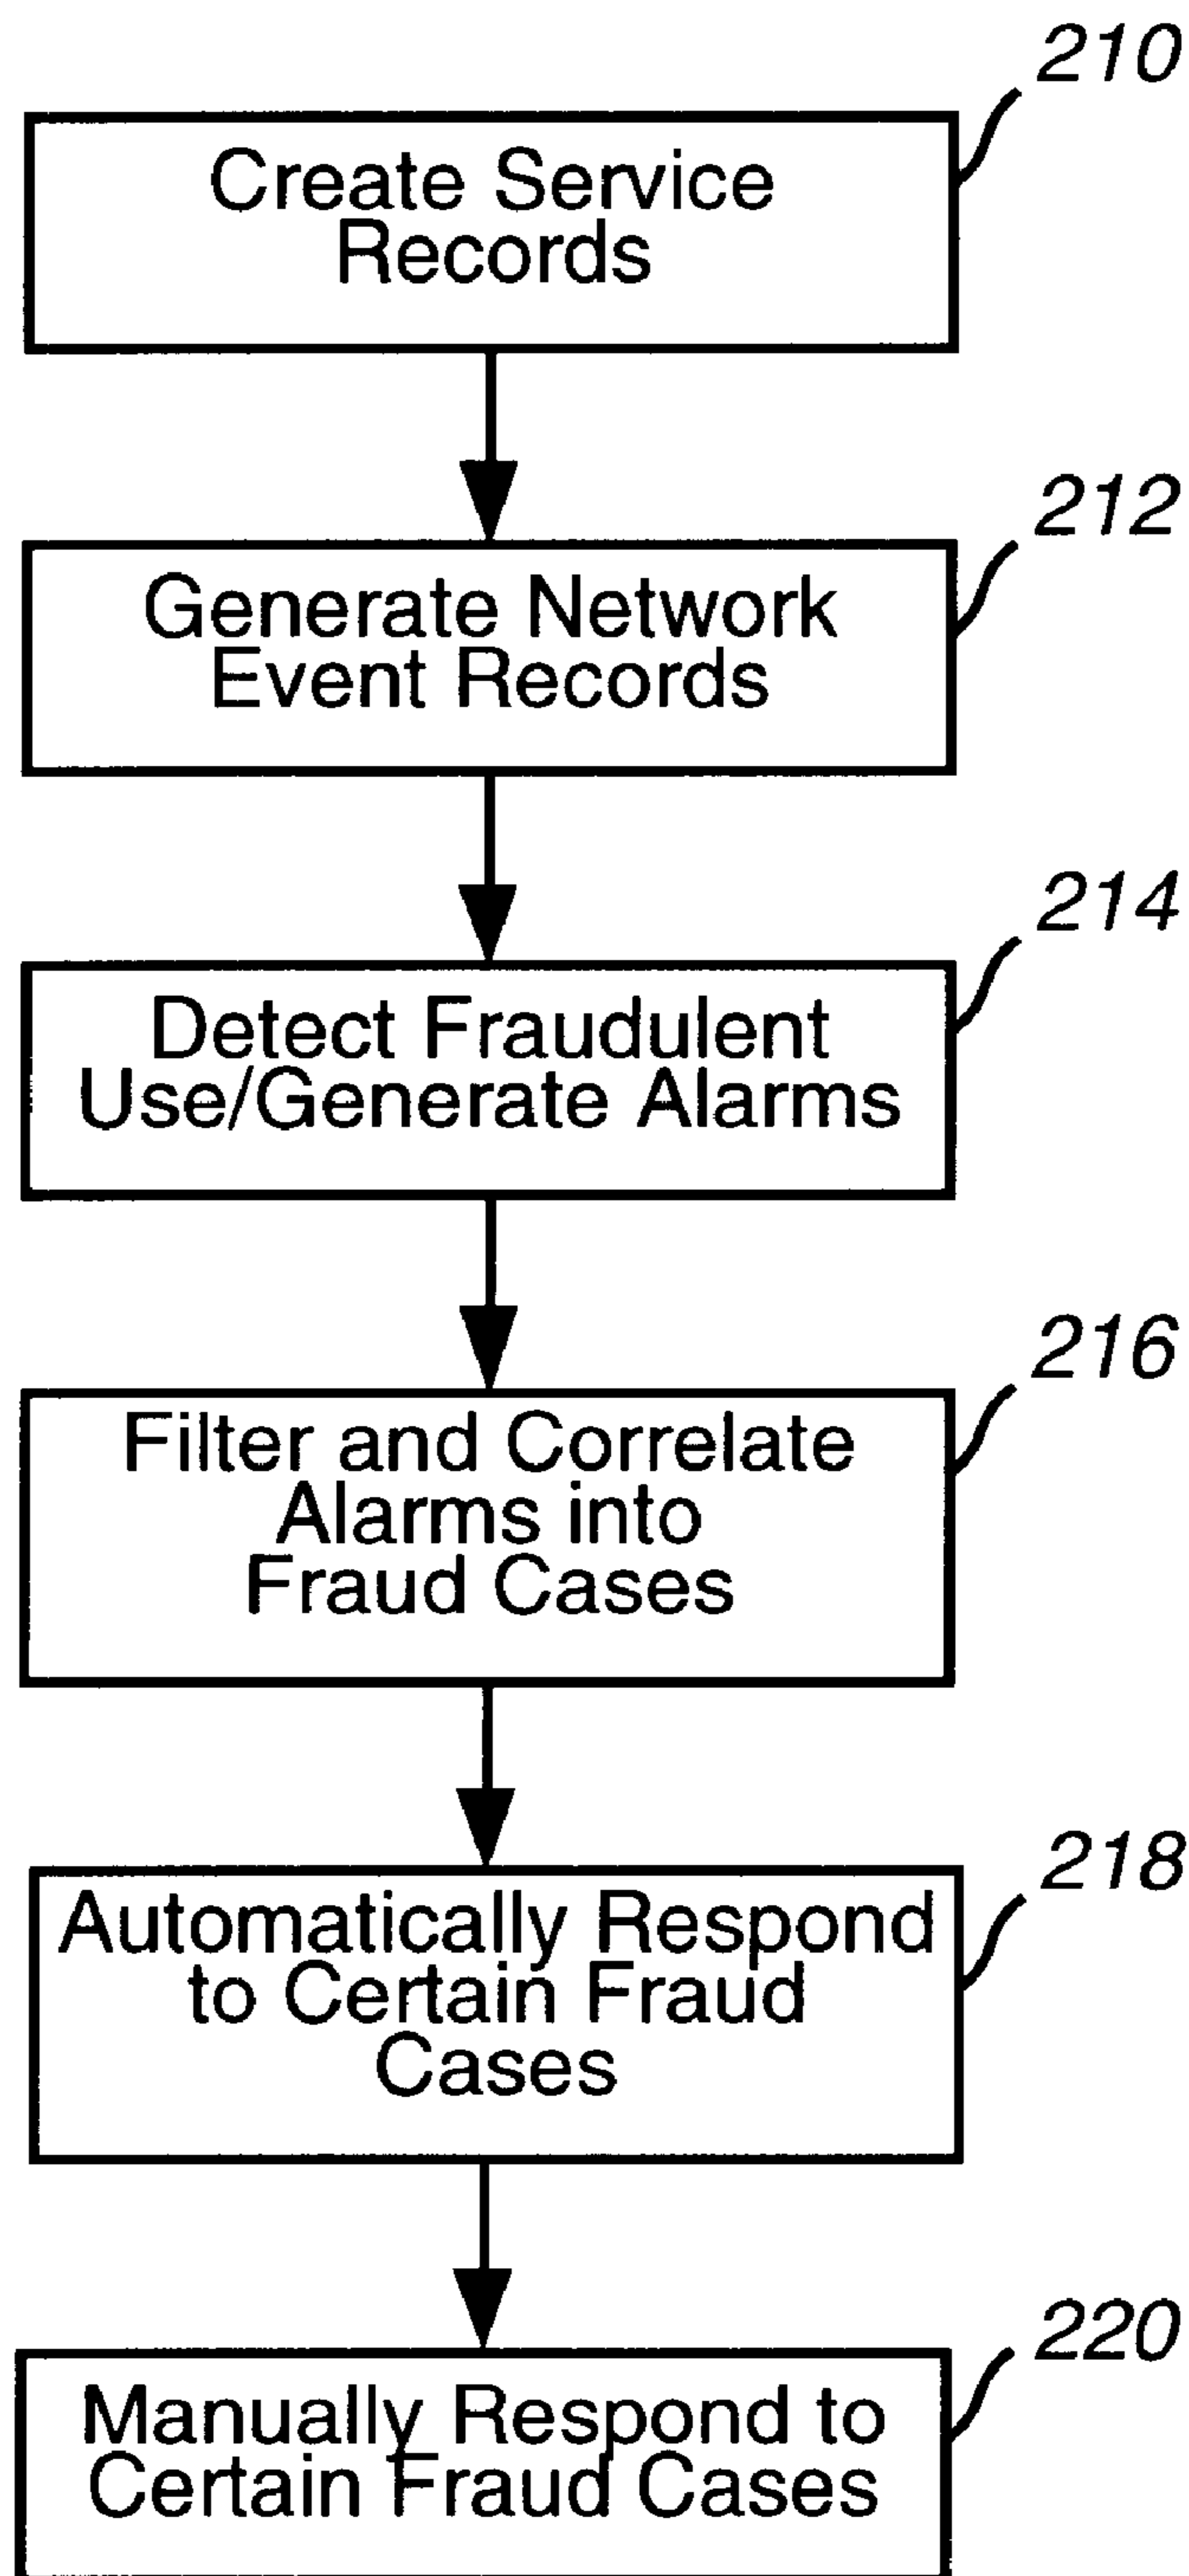 210
Create Service
Records
212
Generate Network
Event Records
214
Detect Fraudulent
Use/Generate Alarms
216
Filter and Correlate
Alarms into
Fraud Cases
218
Automatically Respond
to Certain Fraud
Cases
220
Manually Respond to
Certain Fraud Cases